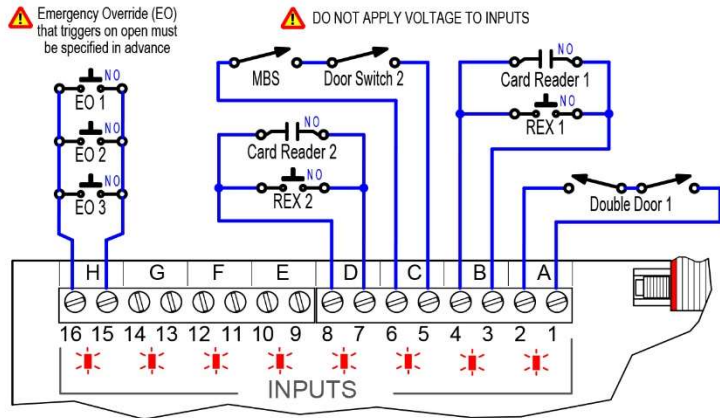 Emergency Override (EO)
that triggers on open must
be specified in advance
DO NOT APPLY VOLTAGE TO INPUTS
NO
EO 1
NO
EO 2
NO
EO 3
MBS
Door Switch 2
NO
Card Reader 2
NO
REX 2
NO
Card Reader 1
NO
REX 1
Double Door 1
H G F E D C B A
16 15 14 13 12 11 10 9 8 7 6 5 4 3 2 1
INPUTS